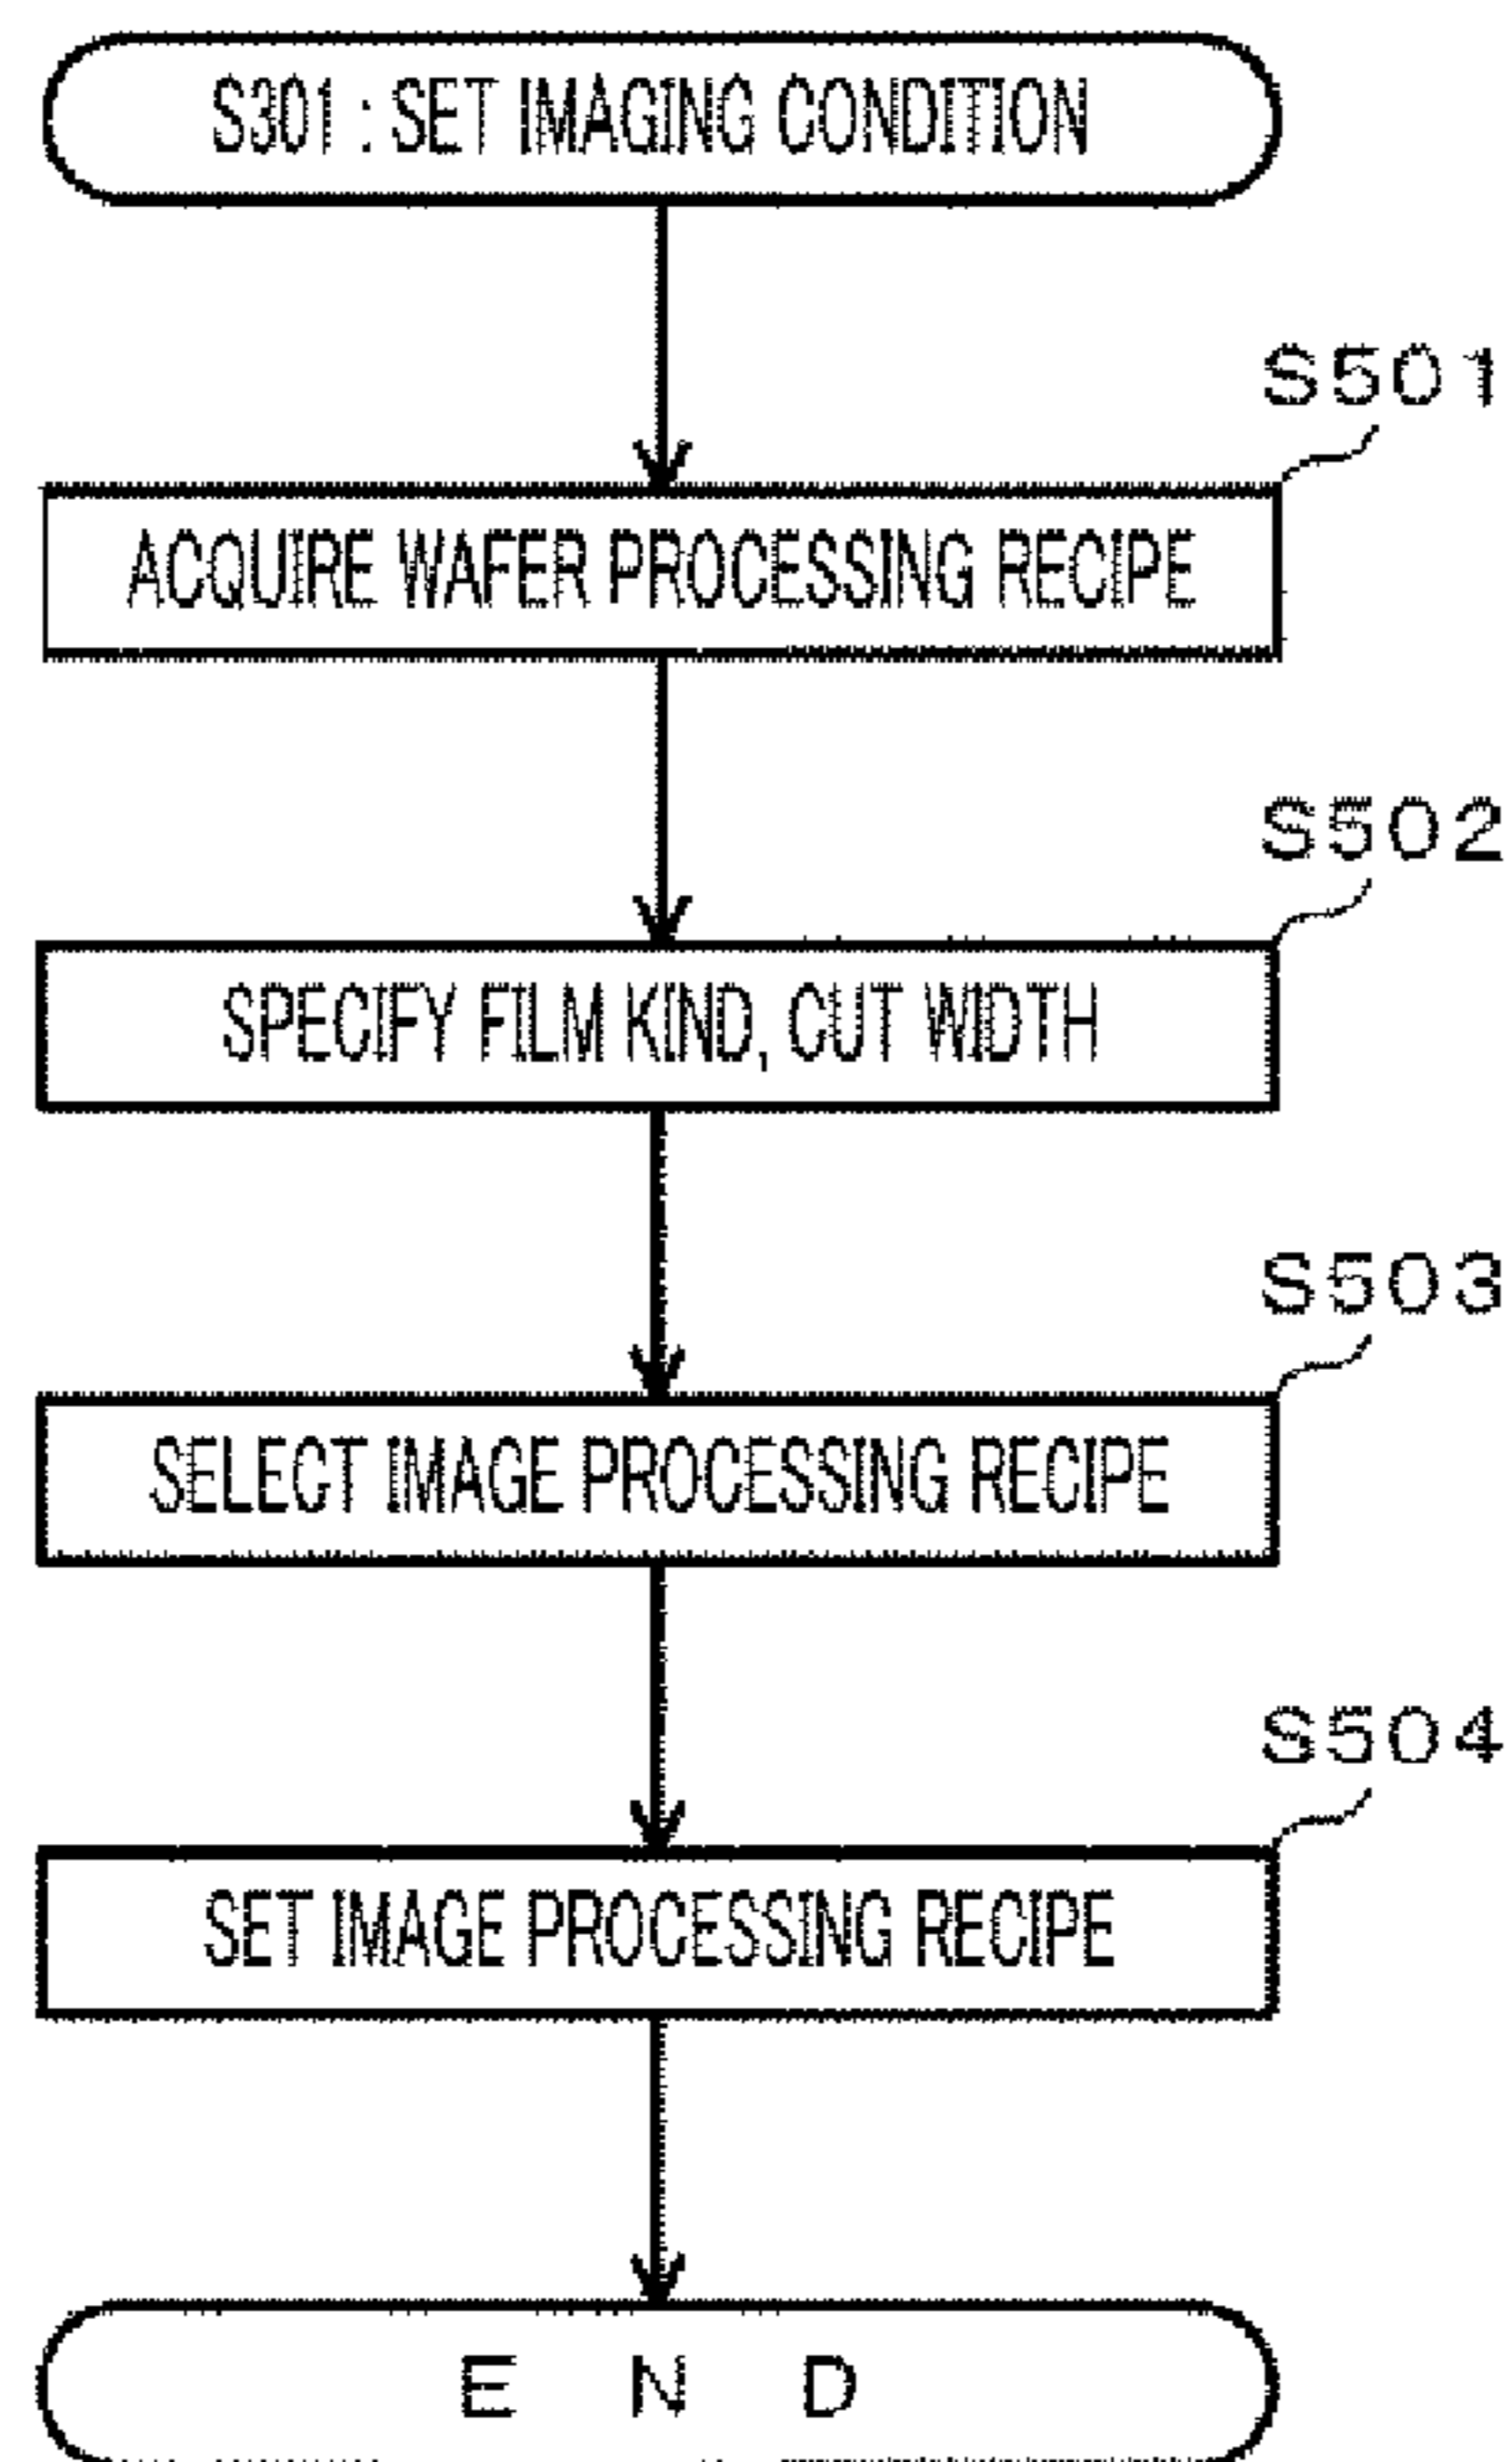 S301 : SET IMAGING CONDITION
S501
ACQUIRE WAFER PROCESSING RECIPE
S502
SPECIFY FILM KIND, CUT WIDTH
S503
SELECT IMAGE PROCESSING RECIPE
S504
SET IMAGE PROCESSING RECIPE
E N D